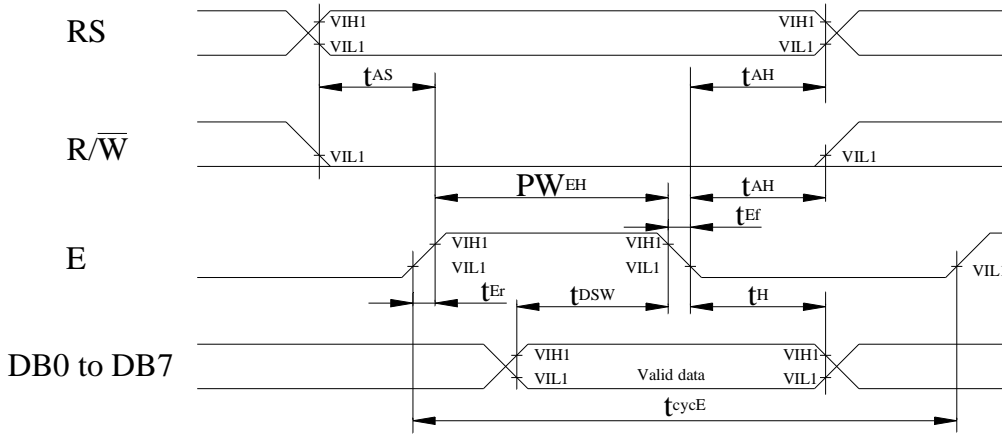 RS
VIH1 VIH1
VIL1 VIL1
tAS tAH
R/W̅
VIL1 VIL1
PWEH tAH
tEf
E
VIH1 VIH1
VIL1 VIL1 VIL1
tEr tDSW tH
DB0 to DB7
VIH1 VIH1
VIL1 Valid data VIL1
tcycE